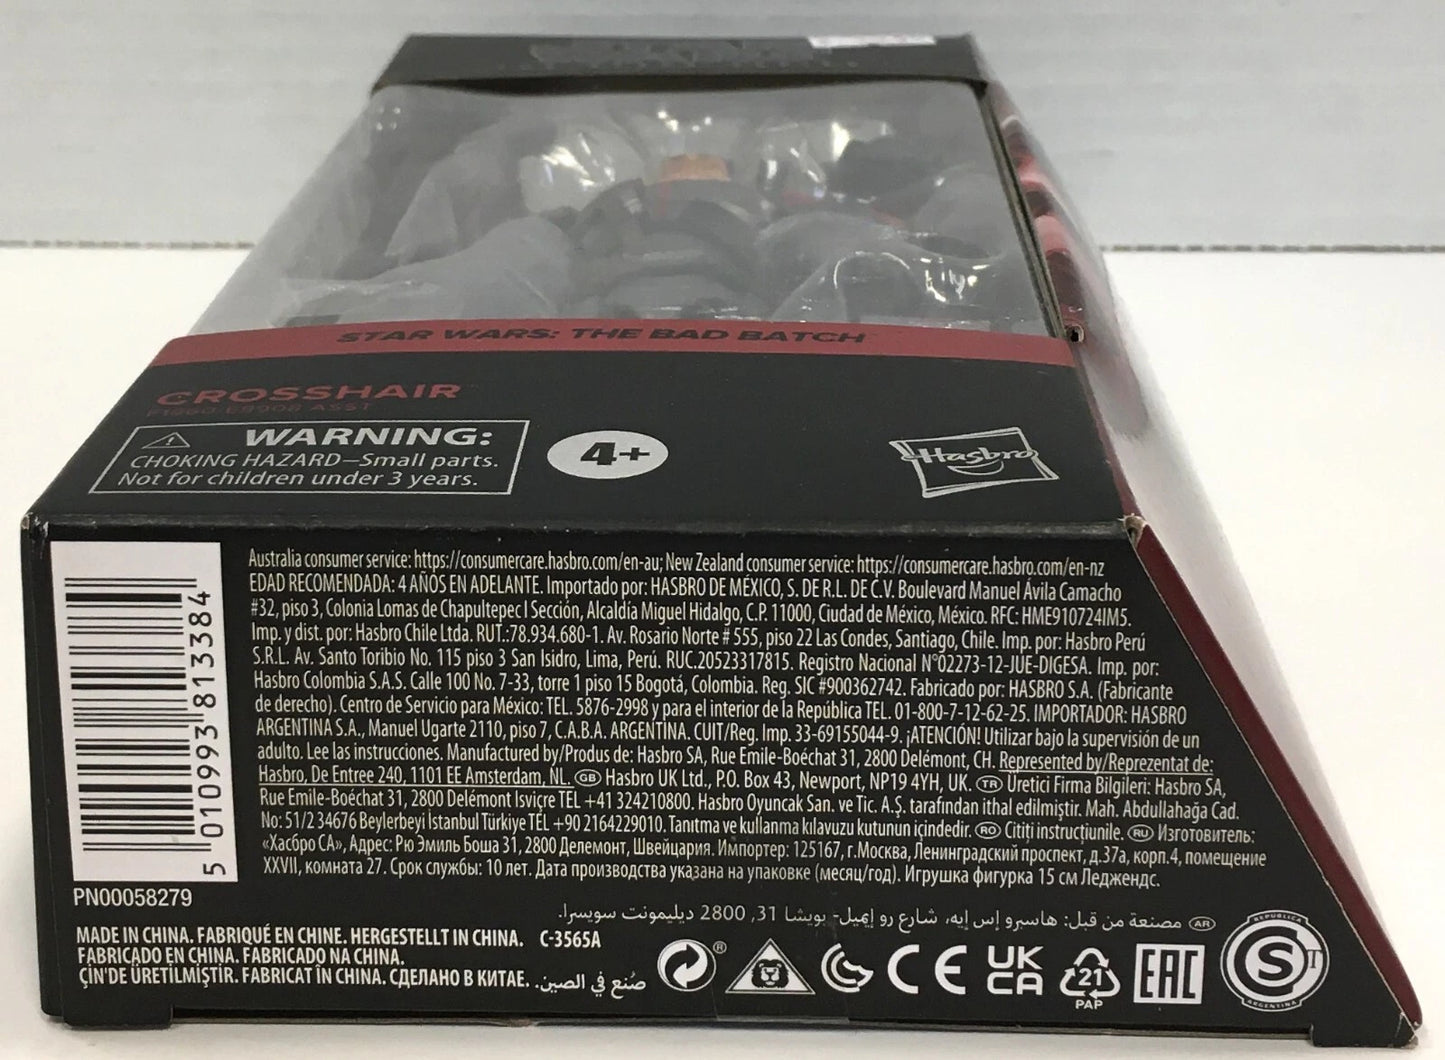 STAR WARS: THE BAD BATCH
CROSSHAIR
ASST
WARNING:
CHOKING HAZARD—Small parts.
Not for children under 3 years.
4+
Hasbro
Australia consumer service: https://consumercare.hasbro.com/en-au; New Zealand consumer service: https://consumercare.hasbro.com/en-nz
EDAD RECOMENDADA: 4 AÑOS EN ADELANTE. Importado por: HASBRO DE MÉXICO, S. DE R.L. DE C.V. Boulevard Manuel Ávila Camacho
#32, piso 3, Colonia Lomas de Chapultepec I Sección, Alcaldía Miguel Hidalgo, C.P. 11000, Ciudad de México, México. RFC: HME910724IM5.
Imp. y dist. por: Hasbro Chile Ltda. RUT.:78.934.680-1. Av. Rosario Norte # 555, piso 22 Las Condes, Santiago, Chile. Imp. por: Hasbro Perú
S.R.L. Av. Santo Toribio No. 115 piso 3 San Isidro, Lima, Perú. RUC.20523317815. Registro Nacional N°02273-12-JUE-DIGESA. Imp. por:
Hasbro Colombia S.A.S. Calle 100 No. 7-33, torre 1 piso 15 Bogotá, Colombia. Reg. SIC #900362742. Fabricado por: HASBRO S.A. (Fabricante
de derecho). Centro de Servicio para México: TEL. 5876-2998 y para el interior de la República TEL. 01-800-7-12-62-25. IMPORTADOR: HASBRO
ARGENTINA S.A., Manuel Ugarte 2110, piso 7, C.A.B.A. ARGENTINA. CUIT/Reg. Imp. 33-69155044-9. ¡ATENCIÓN! Utilizar bajo la supervisión de un
adulto. Lee las instrucciones. Manufactured by/Produs de: Hasbro SA, Rue Emile-Boéchat 31, 2800 Delémont, CH. Represented by/Reprezentat de:
Hasbro, De Entree 240, 1101 EE Amsterdam, NL. GB Hasbro UK Ltd., P.O. Box 43, Newport, NP19 4YH, UK. TR Üretici Firma Bilgileri: Hasbro SA,
Rue Emile-Boéchat 31, 2800 Delémont Isviçre TEL +41 324210800. Hasbro Oyuncak San. ve Tic. A.Ş. tarafından ithal edilmiştir. Mah. Abdullahağa Cad.
No: 51/2 34676 Beylerbeyi İstanbul Türkiye TEL +90 2164229010. Tanıtma ve kullanma kılavuzu kutunun içindedir. RO Citiți instrucțiunile. RU Изготовитель:
«Хасбро СА», Адрес: Рю Эмиль Боша 31, 2800 Делемонт, Швейцария. Импортер: 125167, г.Москва, Ленинградский проспект, д.37а, корп.4, помещение
XXVII, комната 27. Срок службы: 10 лет. Дата производства указана на упаковке (месяц/год). Игрушка фигурка 15 см Леджендс.
AR مصنعة من قبل: هاسبرو إس إيه، شارع رو إميل- بويشا 31, 2800 ديليمونت سويسرا.
5 010993 813384
PN00058279
MADE IN CHINA. FABRIQUÉ EN CHINE. HERGESTELLT IN CHINA. C-3565A
FABRICADO EN CHINA. FABRICADO NA CHINA.
ÇİN'DE ÜRETİLMİŞTİR. FABRICAT ÎN CHINA. СДЕЛАНО В КИТАЕ. صُنع في الصين.
®
CE
UK
CA
21
PAP
EAC
REPUBLICA
S
ARGENTINA